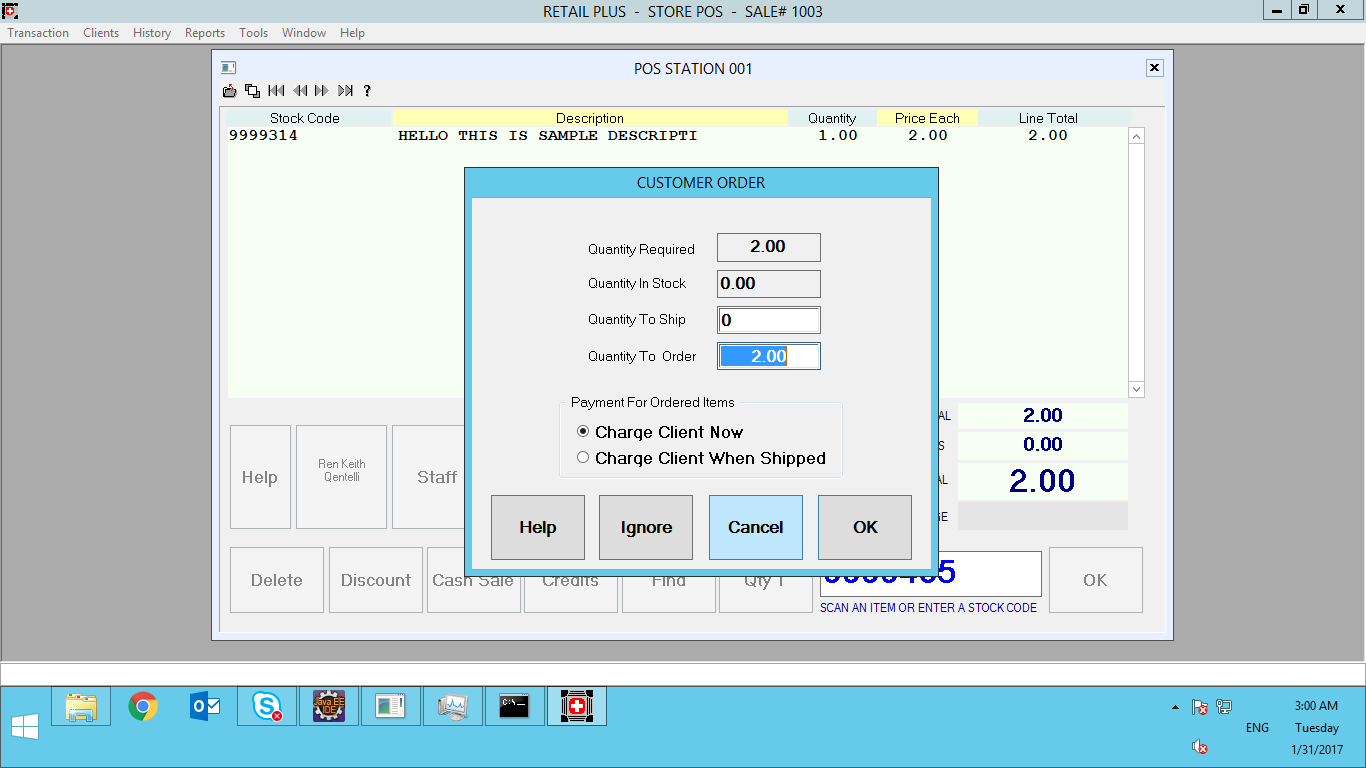 RETAIL PLUS - STORE POS - SALE# 1003
Transaction Clients History Reports Tools Window Help
POS STATION 001
?
Stock Code Description Quantity Price Each Line Total
9999314 HELLO THIS IS SAMPLE DESCRIPTI 1.00 2.00 2.00
CUSTOMER ORDER
Quantity Required 2.00
Quantity In Stock 0.00
Quantity To Ship 0
Quantity To Order 2.00
Payment For Ordered Items
Charge Client Now
Charge Client When Shipped
Help Ignore Cancel OK
AL 2.00
S 0.00
AL 2.00
GE
Help
Ren Keith
Qentelli
Staff
Delete Discount Cash Sale Credits Find Qty 1
OK
SCAN AN ITEM OR ENTER A STOCK CODE
Java EE
IDE
C:\
ENG
3:00 AM
Tuesday
1/31/2017